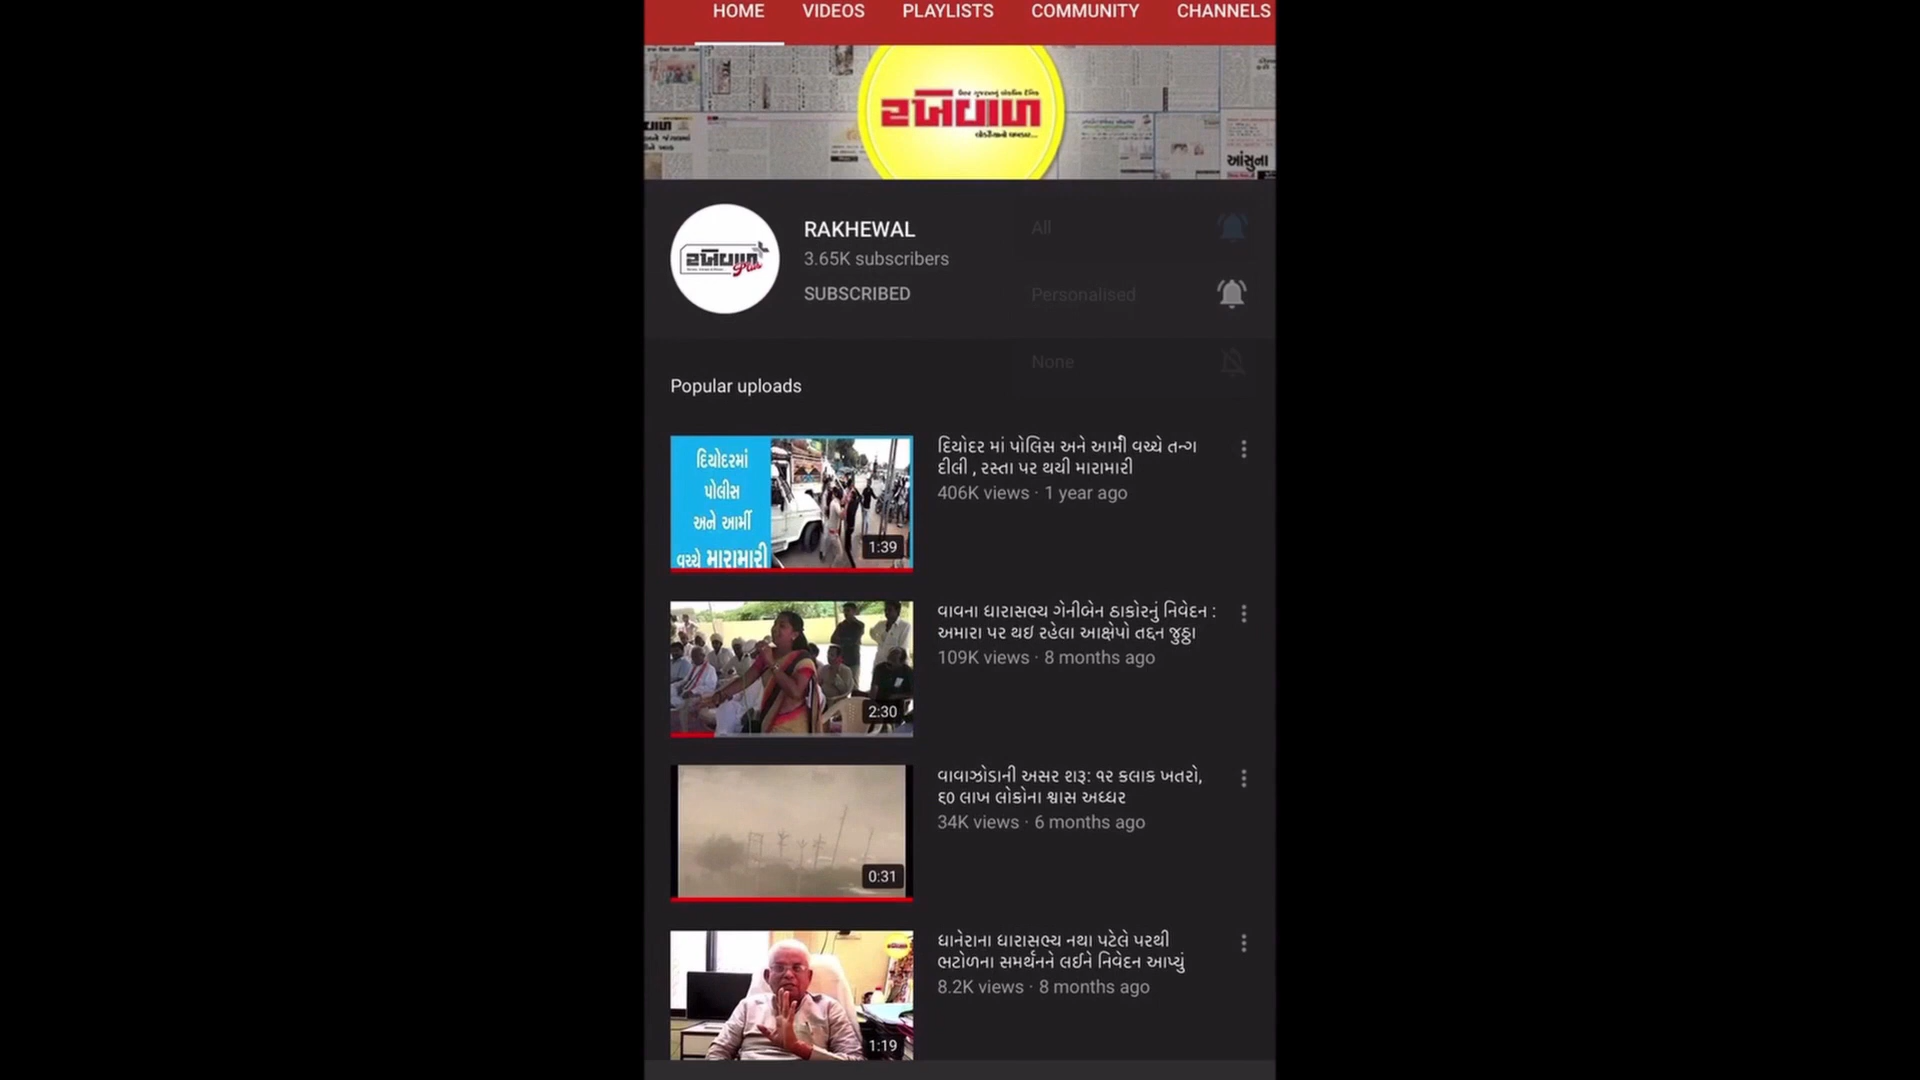 HOME VIDEOS PLAYLISTS COMMUNITY CHANNELS
રખેવાળ
આંસુના
રખેવાળ Plus
RAKHEWAL
3.65K subscribers
SUBSCRIBED
All
Personalised
None
Popular uploads
દિયોદરમાં
પોલીસ
અને આર્મી
વચ્ચે મારામારી
1:39
દિયોદર માં પોલિસ અને આર્મી વચ્ચે તન્ગ
દીલી , રસ્તા પર થયી મારામારી
406K views · 1 year ago
2:30
વાવના ધારાસભ્ય ગેનીબેન ઠાકોરનું નિવેદન :
અમારા પર થઇ રહેલા આક્ષેપો તદ્દન જુઠ્ઠા
109K views · 8 months ago
0:31
વાવાઝોડાની અસર શરૂ: ૧૨ કલાક ખતરો,
૬૦ લાખ લોકોના શ્વાસ અધ્ધર
34K views · 6 months ago
1:19
ધાનેરાના ધારાસભ્ય નથા પટેલે પરથી
ભટોળના સમર્થનને લઈને નિવેદન આપ્યું
8.2K views · 8 months ago